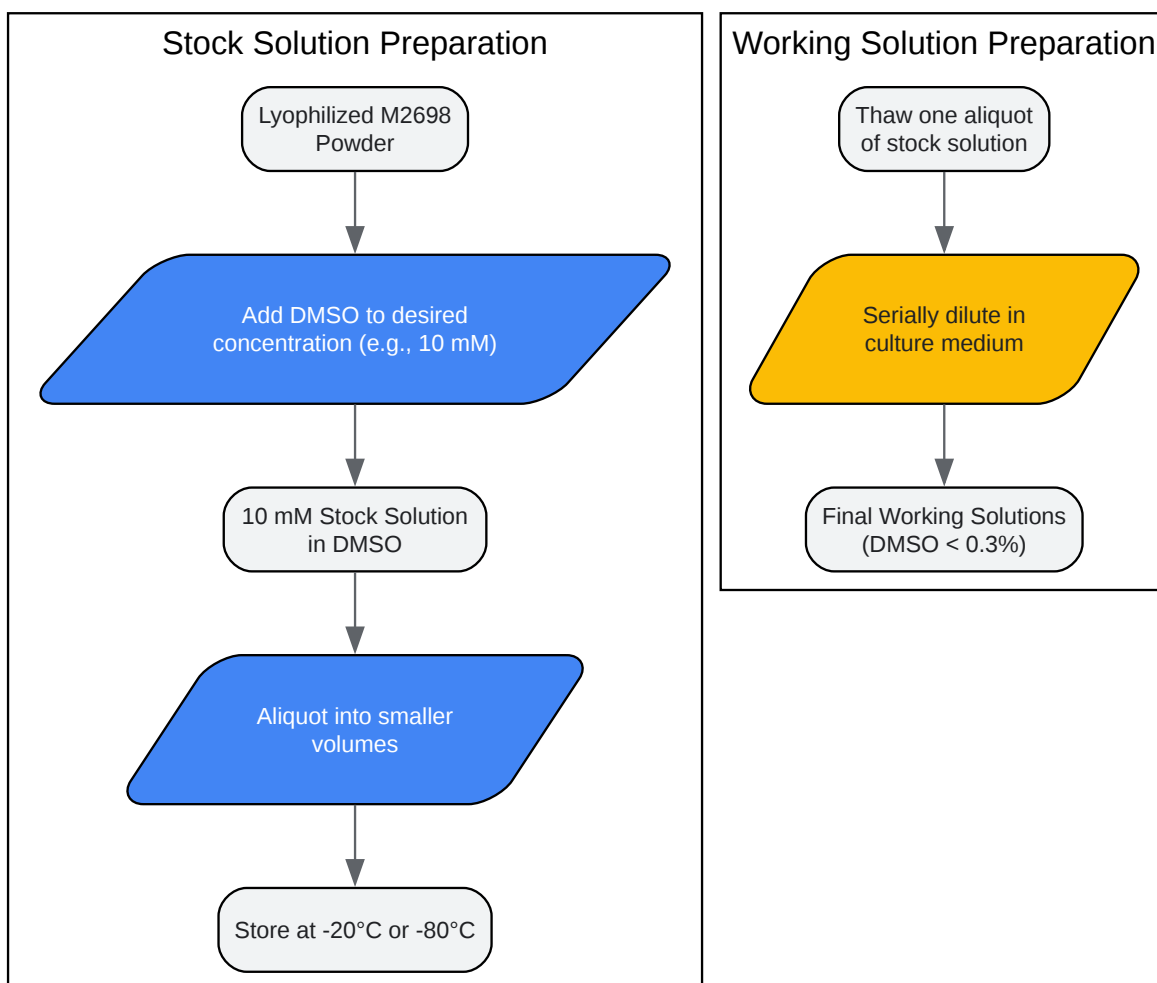 Stock Solution Preparation
Lyophilized M2698
Powder
Add DMSO to desired
concentration (e.g., 10 mM)
10 mM Stock Solution
in DMSO
Aliquot into smaller
volumes
Store at -20°C or -80°C
Working Solution Preparation
Thaw one aliquot
of stock solution
Serially dilute in
culture medium
Final Working Solutions
(DMSO < 0.3%)